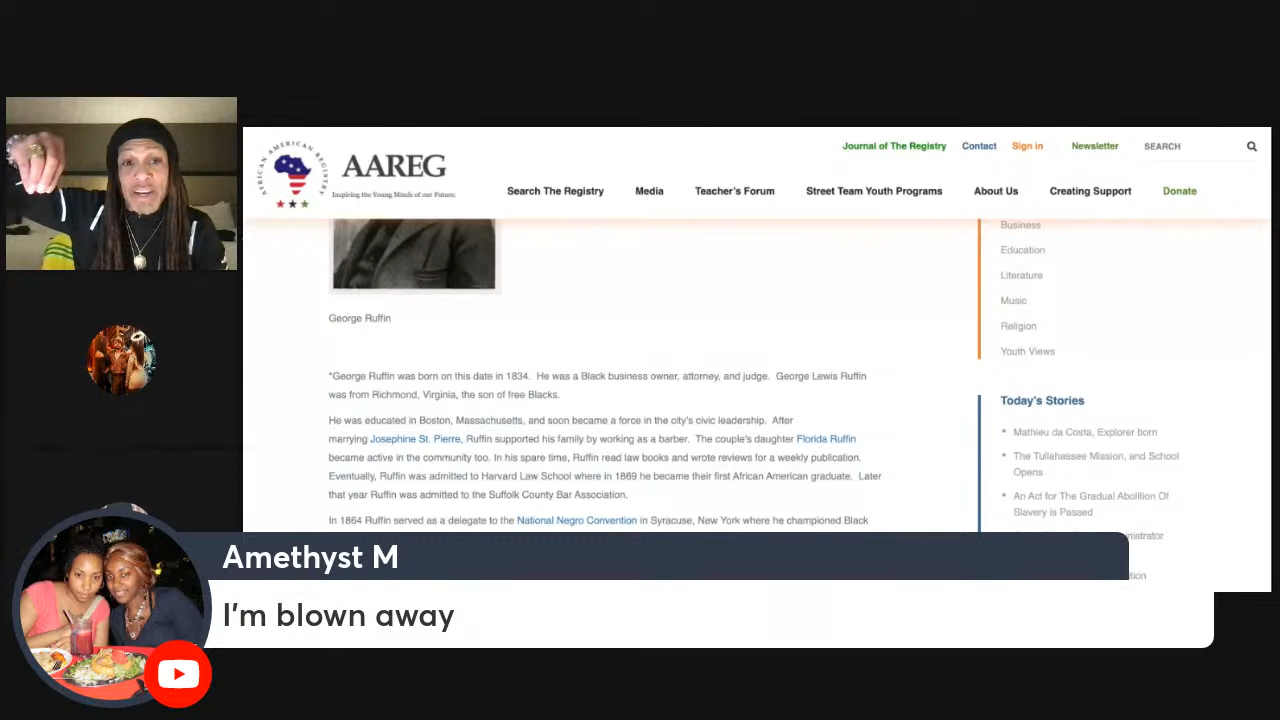 AFRICAN AMERICAN REGISTRY
AAREG
Inspiring the Young Minds of our Future.
Journal of The Registry Contact Sign in Newsletter SEARCH
Search The Registry Media Teacher's Forum Street Team Youth Programs About Us Creating Support Donate
George Ruffin
*George Ruffin was born on this date in 1834. He was a Black business owner, attorney, and judge. George Lewis Ruffin
was from Richmond, Virginia, the son of free Blacks.
He was educated in Boston, Massachusetts, and soon became a force in the city's civic leadership. After
marrying Josephine St. Pierre, Ruffin supported his family by working as a barber. The couple's daughter Florida Ruffin
became active in the community too. In his spare time, Ruffin read law books and wrote reviews for a weekly publication.
Eventually, Ruffin was admitted to Harvard Law School where in 1869 he became their first African American graduate. Later
that year Ruffin was admitted to the Suffolk County Bar Association.
In 1864 Ruffin served as a delegate to the National Negro Convention in Syracuse, New York where he championed Black
Business
Education
Literature
Music
Religion
Youth Views
Today's Stories
Mathieu da Costa, Explorer born
The Tullahassee Mission, and School
Opens
An Act for The Gradual Abolition Of
Slavery is Passed
Amethyst M
I'm blown away